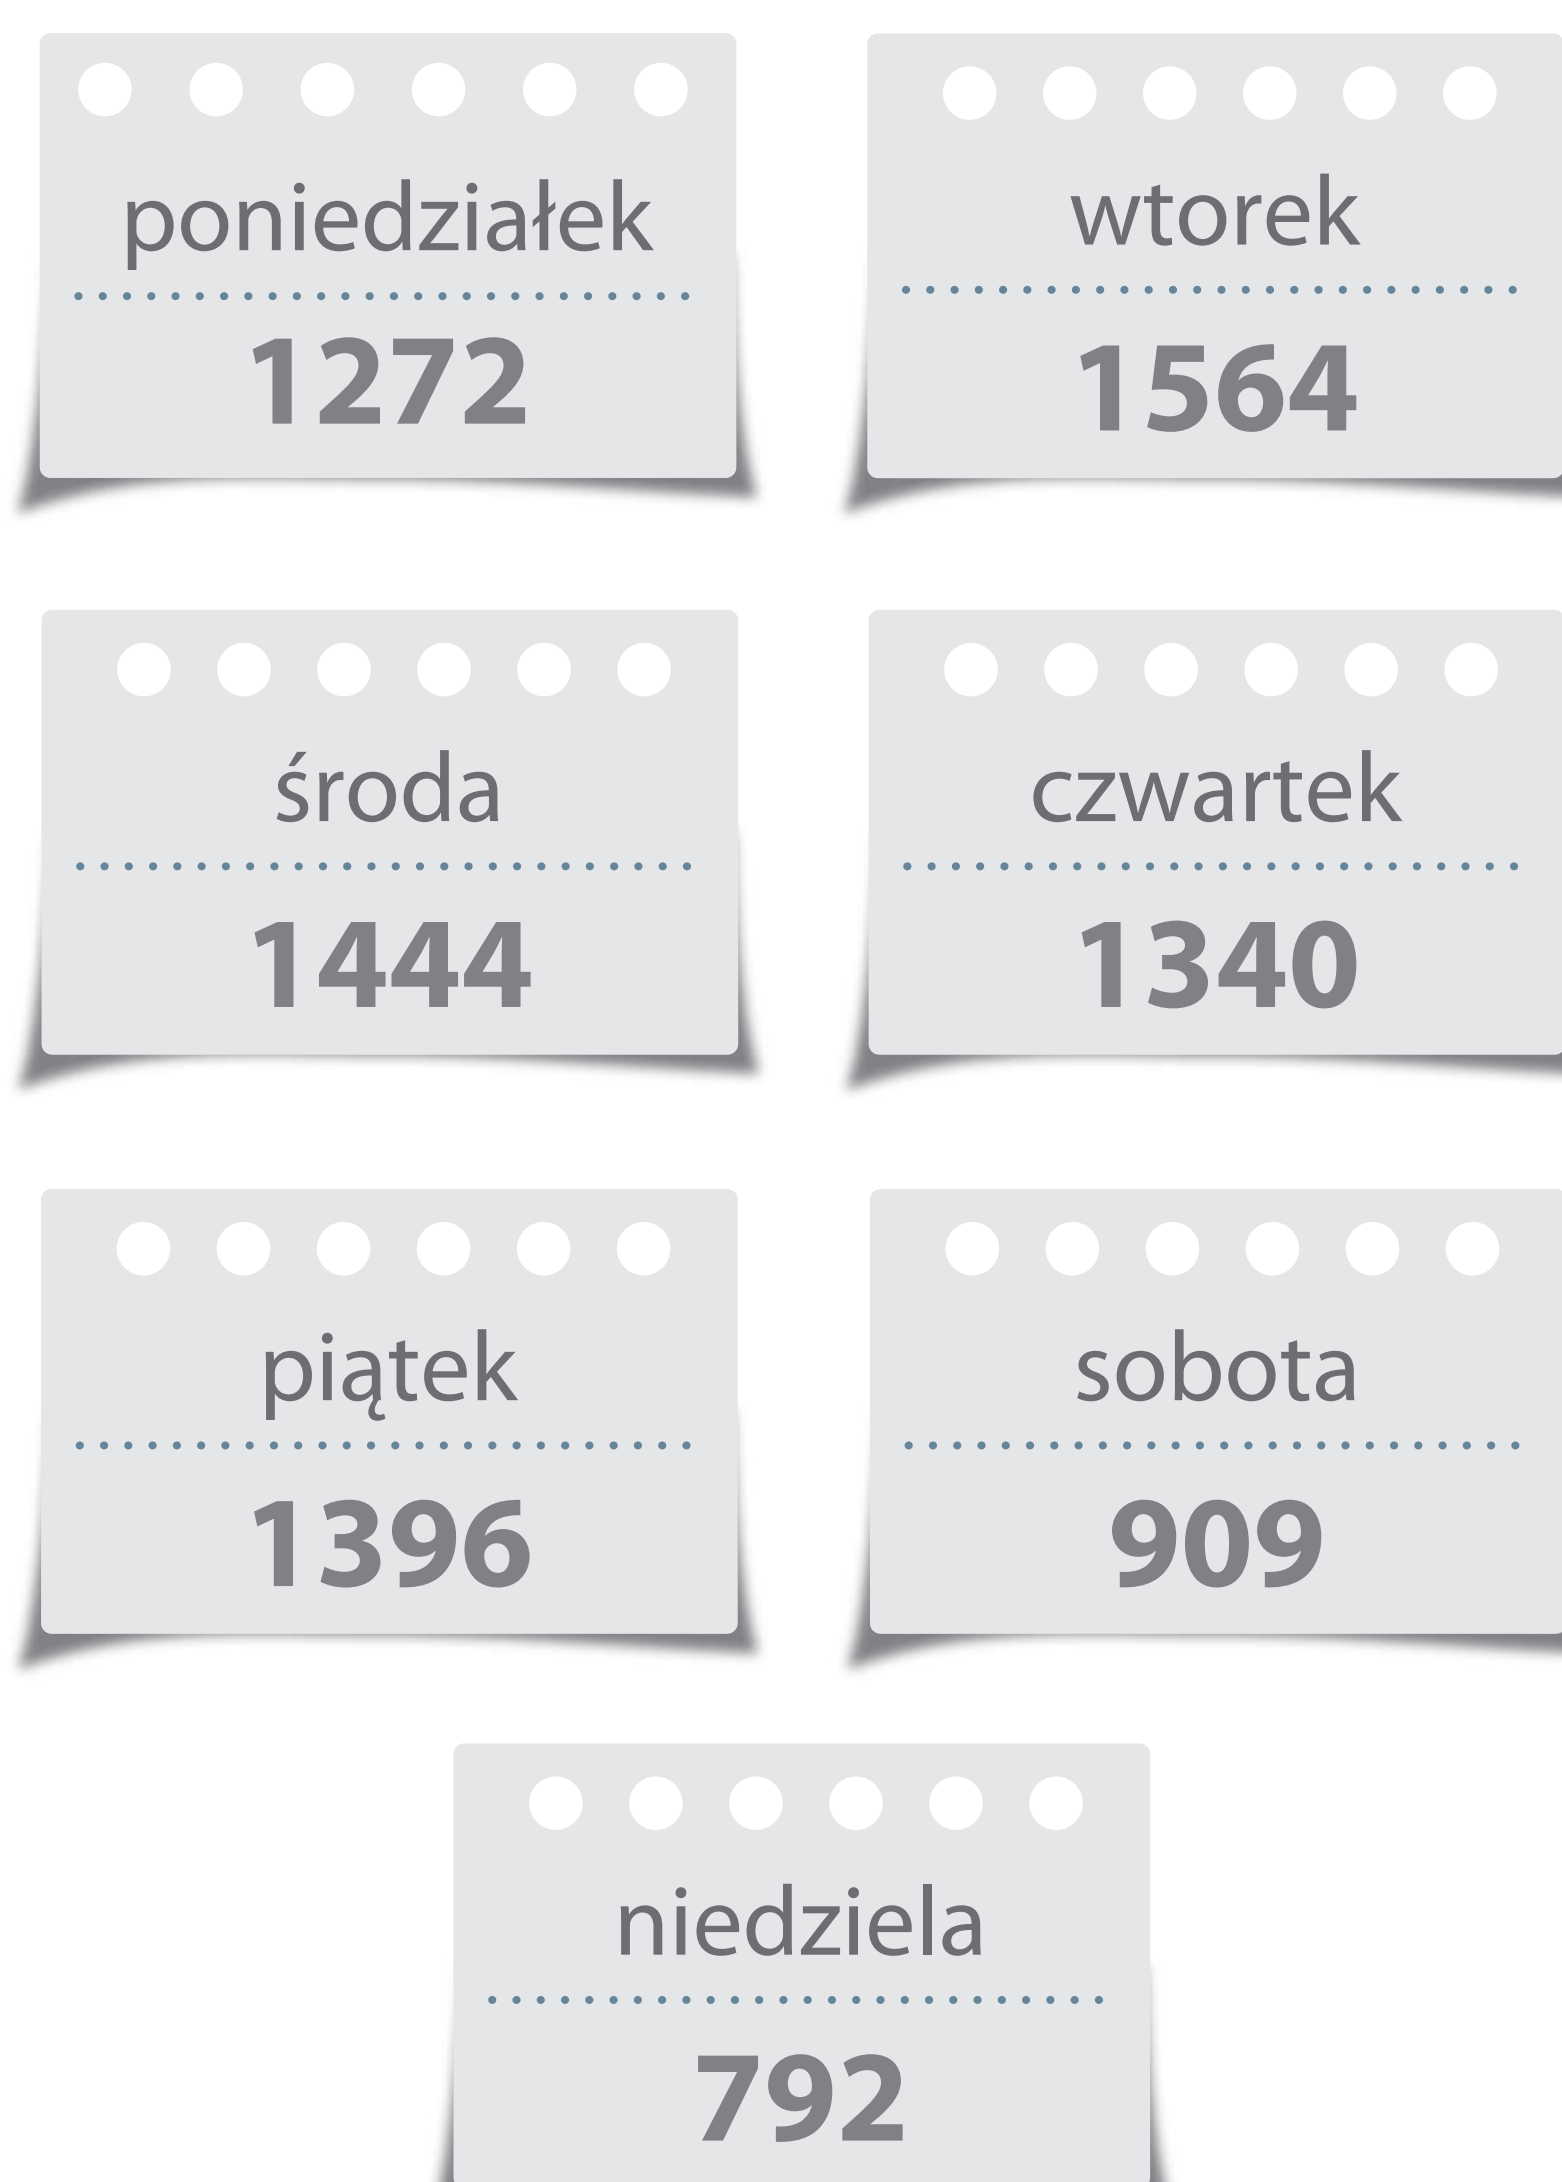 poniedziałek
1272
wtorek
1564
środa
1444
czwartek
1340
piątek
1396
sobota
909
niedziela
792